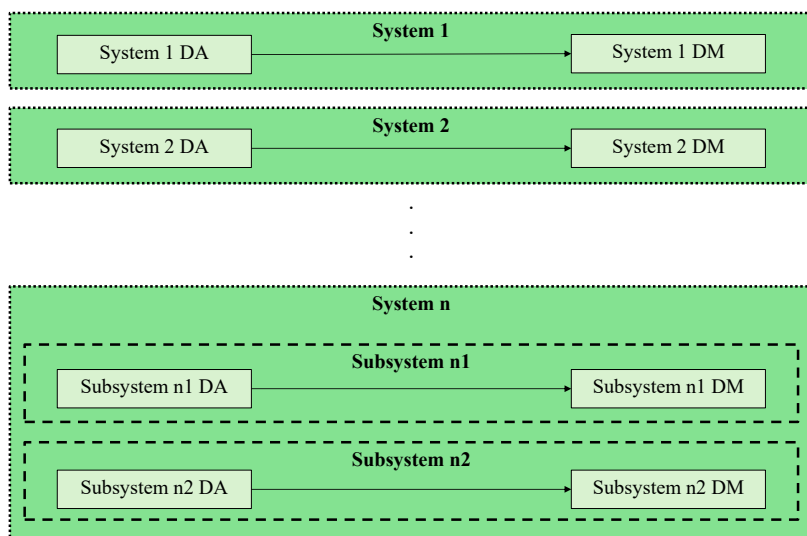 System 1
System 1 DA
System 1 DM
System 2
System 2 DA
System 2 DM
.
.
.
System n
Subsystem n1
Subsystem n1 DA
Subsystem n1 DM
Subsystem n2
Subsystem n2 DA
Subsystem n2 DM